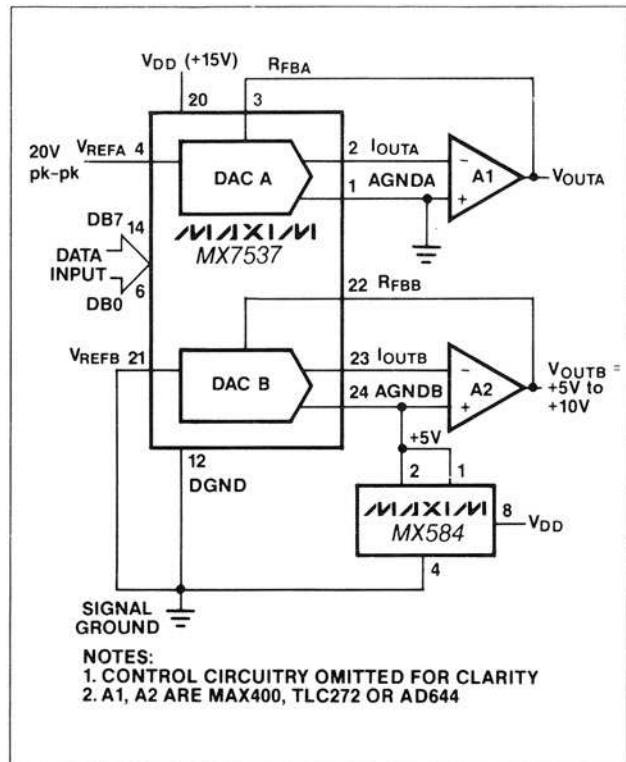 VDD (+15V)
RFBA
20
3
20V
pk-pk
VREFA 4
DAC A
2 IOUTA
1 AGNDA
A1
VOUTA
MAXIM
MX7537
DB7
14
DATA
INPUT
DB0
6
22 RFBB
VREFB 21
DAC B
23 IOUTB
24 AGNDB
A2
VOUTB =
+5V to
+10V
+5V
2
1
12
DGND
MAXIM
MX584
8
VDD
4
SIGNAL
GROUND
NOTES:
1. CONTROL CIRCUITRY OMITTED FOR CLARITY
2. A1, A2 ARE MAX400, TLC272 OR AD644